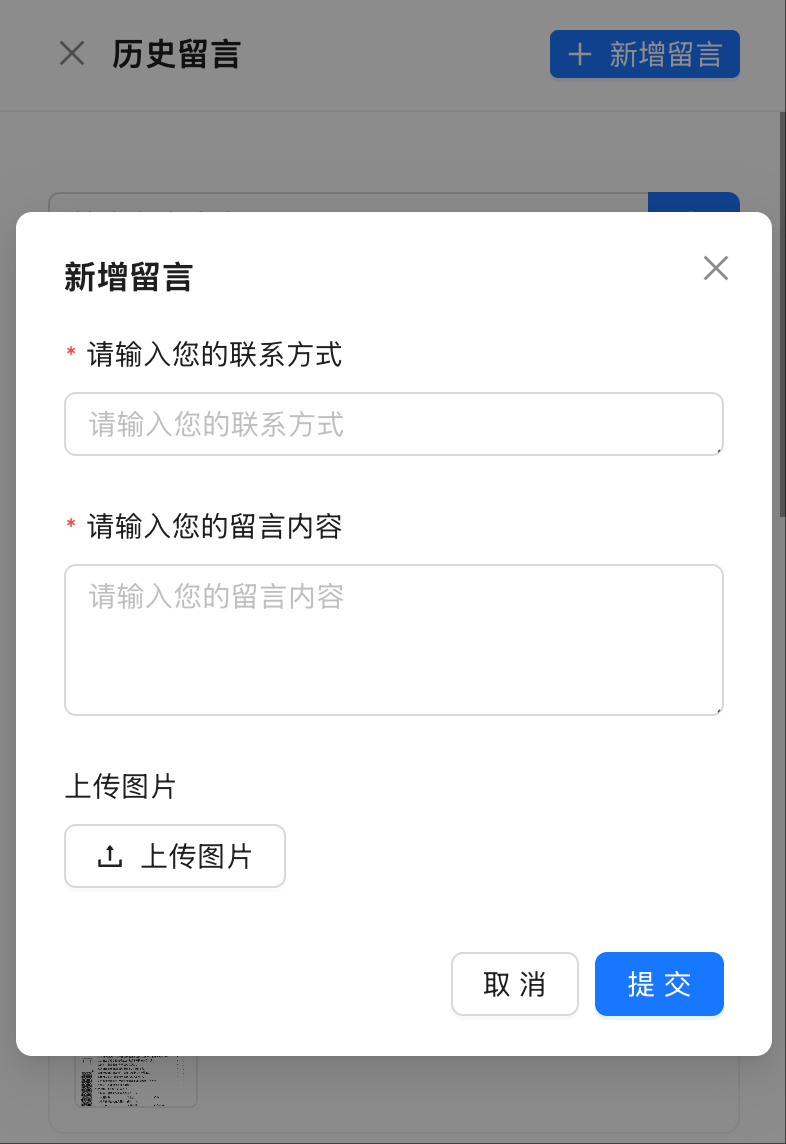 历史留言
新增留言
新增留言
* 请输入您的联系方式
请输入您的联系方式
* 请输入您的留言内容
请输入您的留言内容
上传图片
上传图片
取 消
提 交